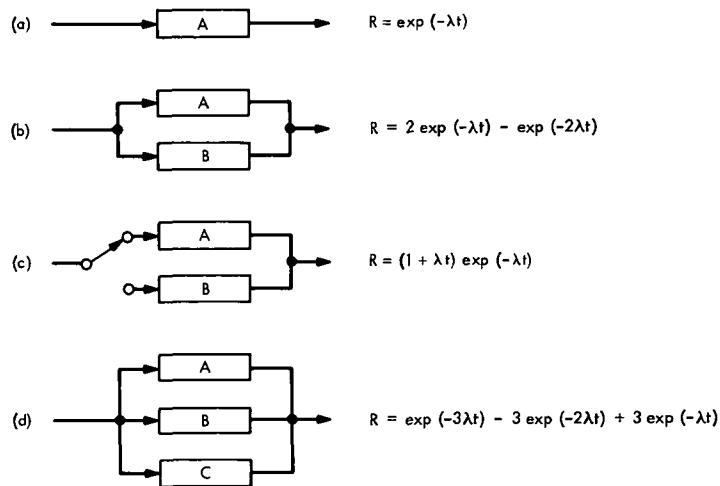 (a) A R = exp (-λt)
(b) A R = 2 exp (-λt) - exp (-2λt)
B
(c) A R = (1 + λt) exp (-λt)
B
(d) A
B R = exp (-3λt) - 3 exp (-2λt) + 3 exp (-λt)
C